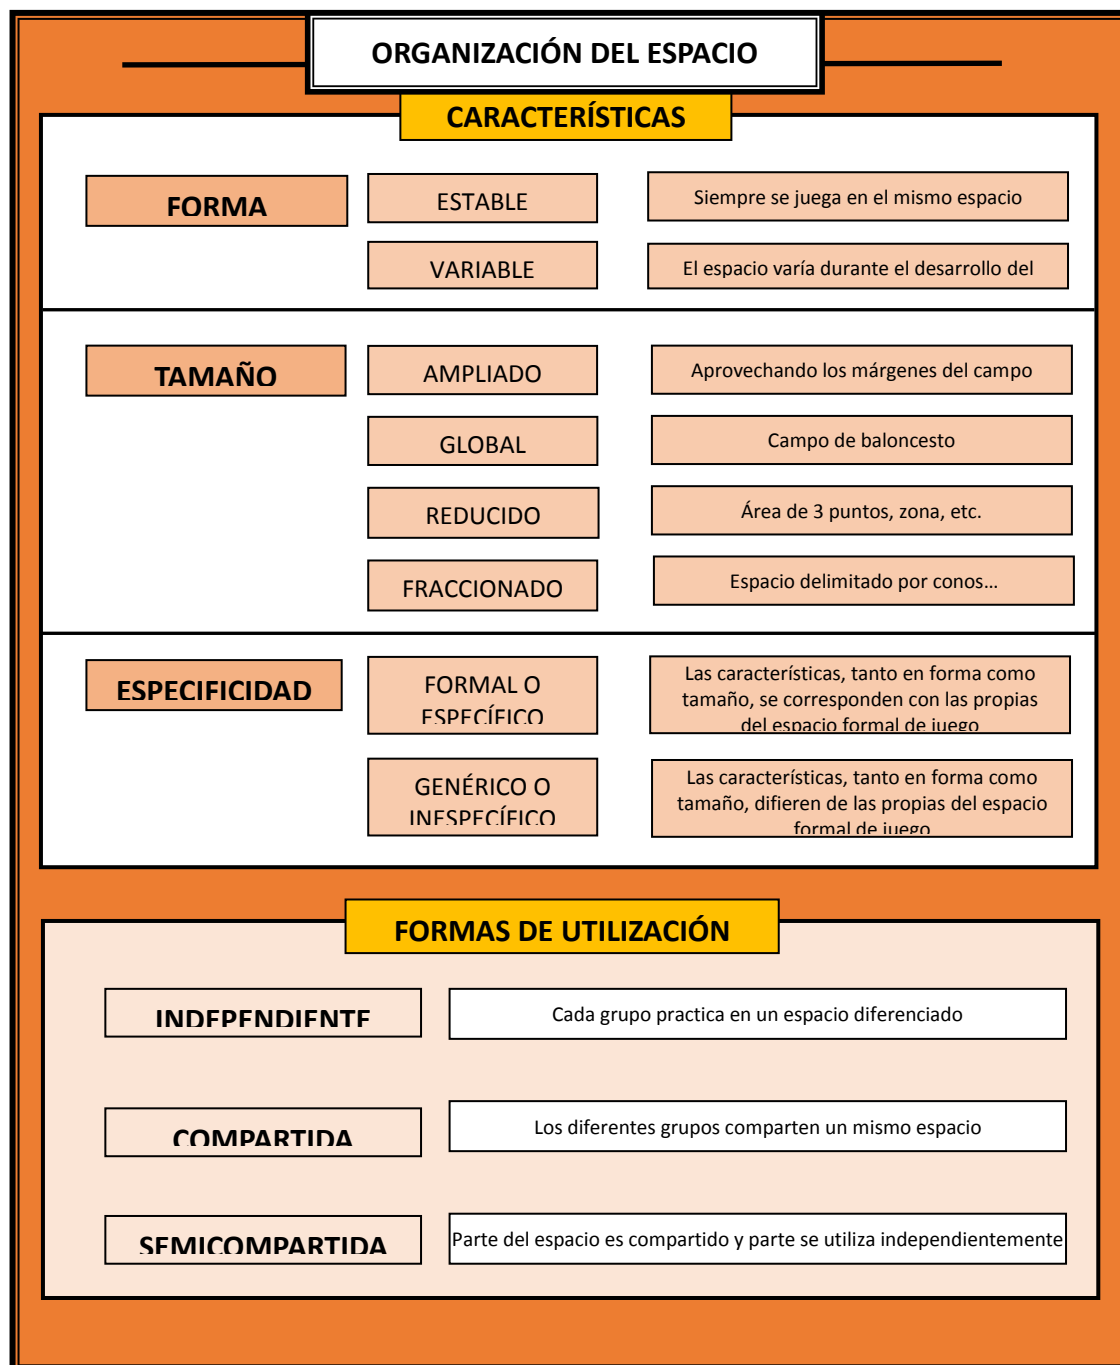 ORGANIZACIÓN DEL ESPACIO
CARACTERÍSTICAS
FORMA
ESTABLE
Siempre se juega en el mismo espacio
VARIABLE
El espacio varía durante el desarrollo del
TAMAÑO
AMPLIADO
Aprovechando los márgenes del campo
GLOBAL
Campo de baloncesto
REDUCIDO
Área de 3 puntos, zona, etc.
FRACCIONADO
Espacio delimitado por conos...
ESPECIFICIDAD
FORMAL O
ESPECÍFICO
Las características, tanto en forma como
tamaño, se corresponden con las propias
del espacio formal de juego
GENÉRICO O
INESPECÍFICO
Las características, tanto en forma como
tamaño, difieren de las propias del espacio
formal de juego
FORMAS DE UTILIZACIÓN
INDEPENDIENTE
Cada grupo practica en un espacio diferenciado
COMPARTIDA
Los diferentes grupos comparten un mismo espacio
SEMICOMPARTIDA
Parte del espacio es compartido y parte se utiliza independientemente